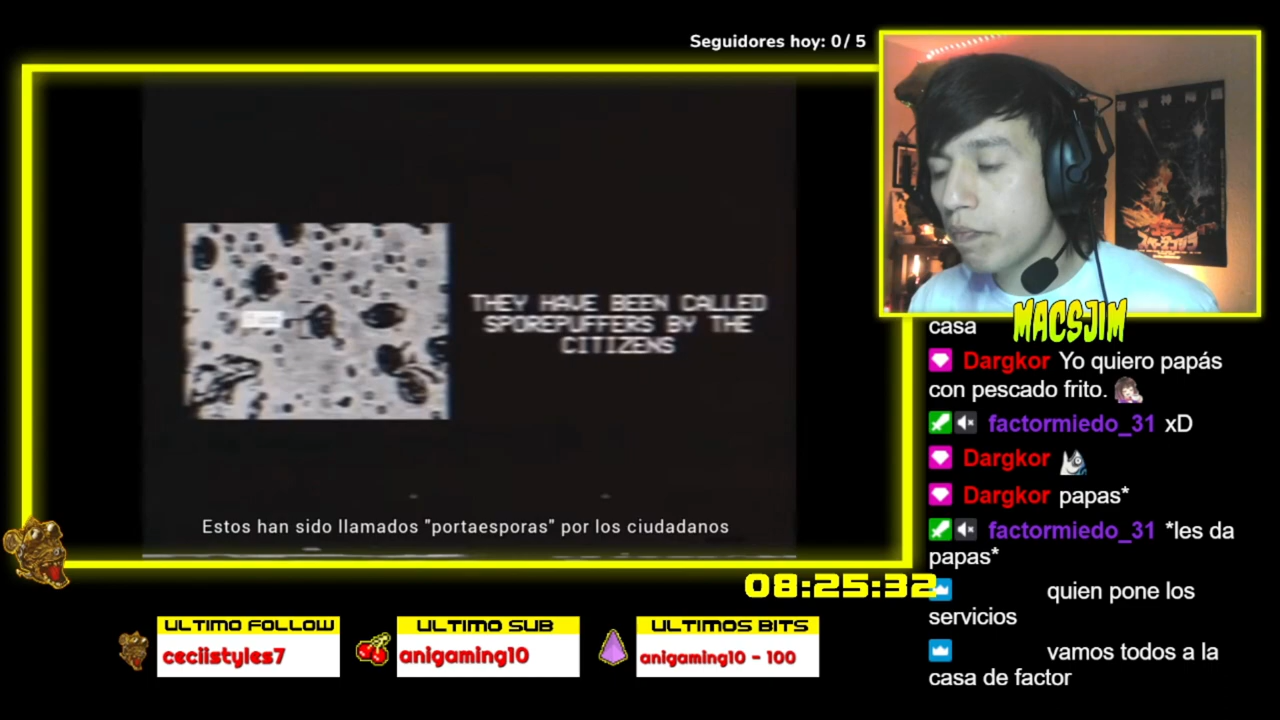 Seguidores hoy: 0/ 5
THEY HAVE BEEN CALLED
SPOREPUFFERS BY THE
CITIZENS
Estos han sido llamados "portaesporas" por los ciudadanos
MACSJIM
casa
Dargkor Yo quiero papás
con pescado frito.
factormiedo_31 xD
Dargkor
Dargkor papas*
factormiedo_31 *les da
papas*
quien pone los
servicios
vamos todos a la
casa de factor
08:25:32
ULTIMO FOLLOW
ceciistyles7
ULTIMO SUB
anigaming10
ULTIMOS BITS
anigaming10 - 100